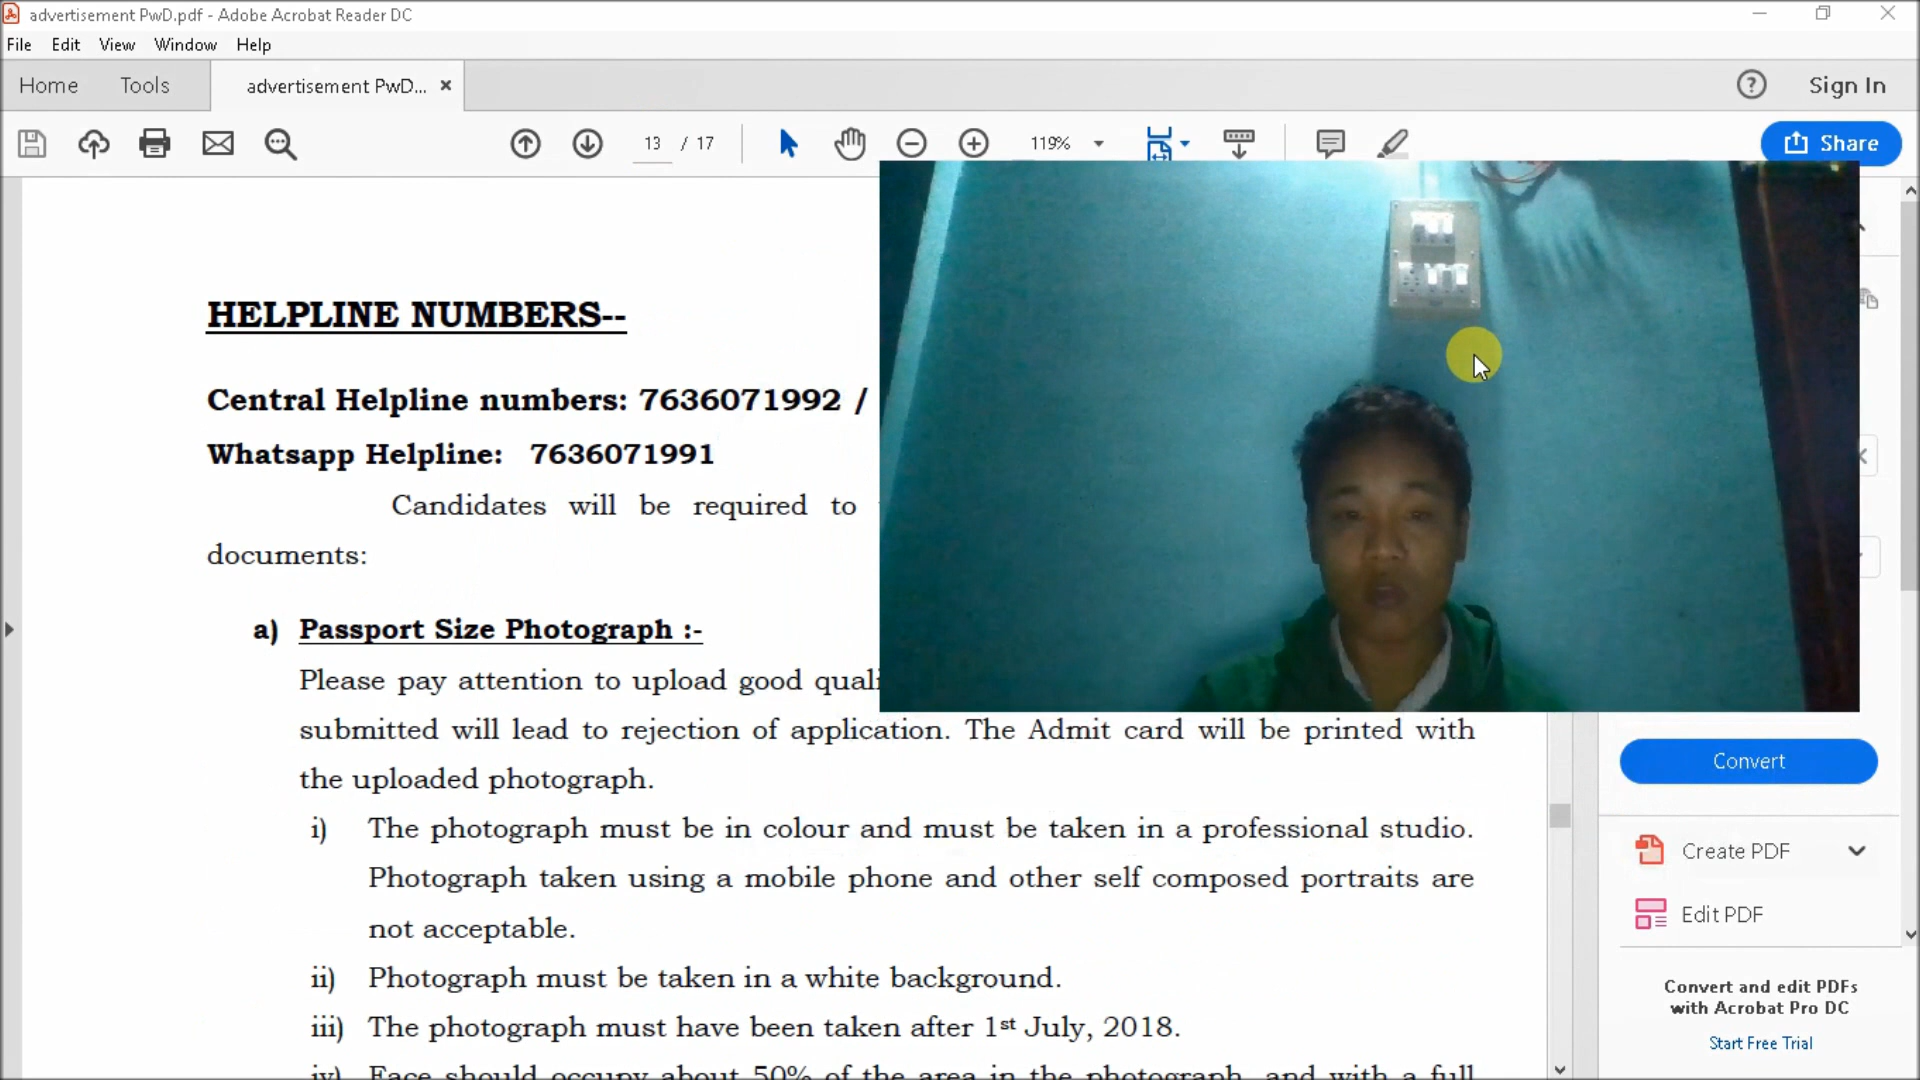 advertisement PwD.pdf - Adobe Acrobat Reader DC
File Edit View Window Help
Home Tools advertisement PwD... × Sign In
13 / 17 119% Share
HELPLINE NUMBERS--
Central Helpline numbers: 7636071992 /
Whatsapp Helpline: 7636071991
Candidates will be required to
documents:
a) Passport Size Photograph :-
Please pay attention to upload good quali
submitted will lead to rejection of application. The Admit card will be printed with
the uploaded photograph.
i) The photograph must be in colour and must be taken in a professional studio.
Photograph taken using a mobile phone and other self composed portraits are
not acceptable.
ii) Photograph must be taken in a white background.
iii) The photograph must have been taken after 1st July, 2018.
iv) Face should occupy about 50% of the area in the photograph, and with a full
Convert
Create PDF
Edit PDF
Convert and edit PDFs
with Acrobat Pro DC
Start Free Trial